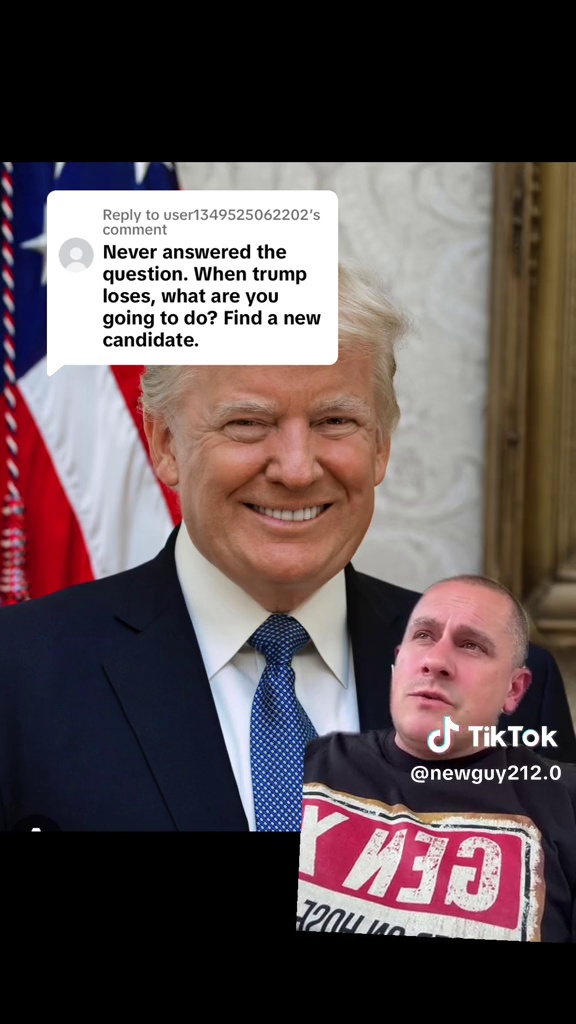 Reply to user1349525062202's
comment
Never answered the
question. When trump
loses, what are you
going to do? Find a new
candidate.
TikTok
@newguy212.0
GEN X